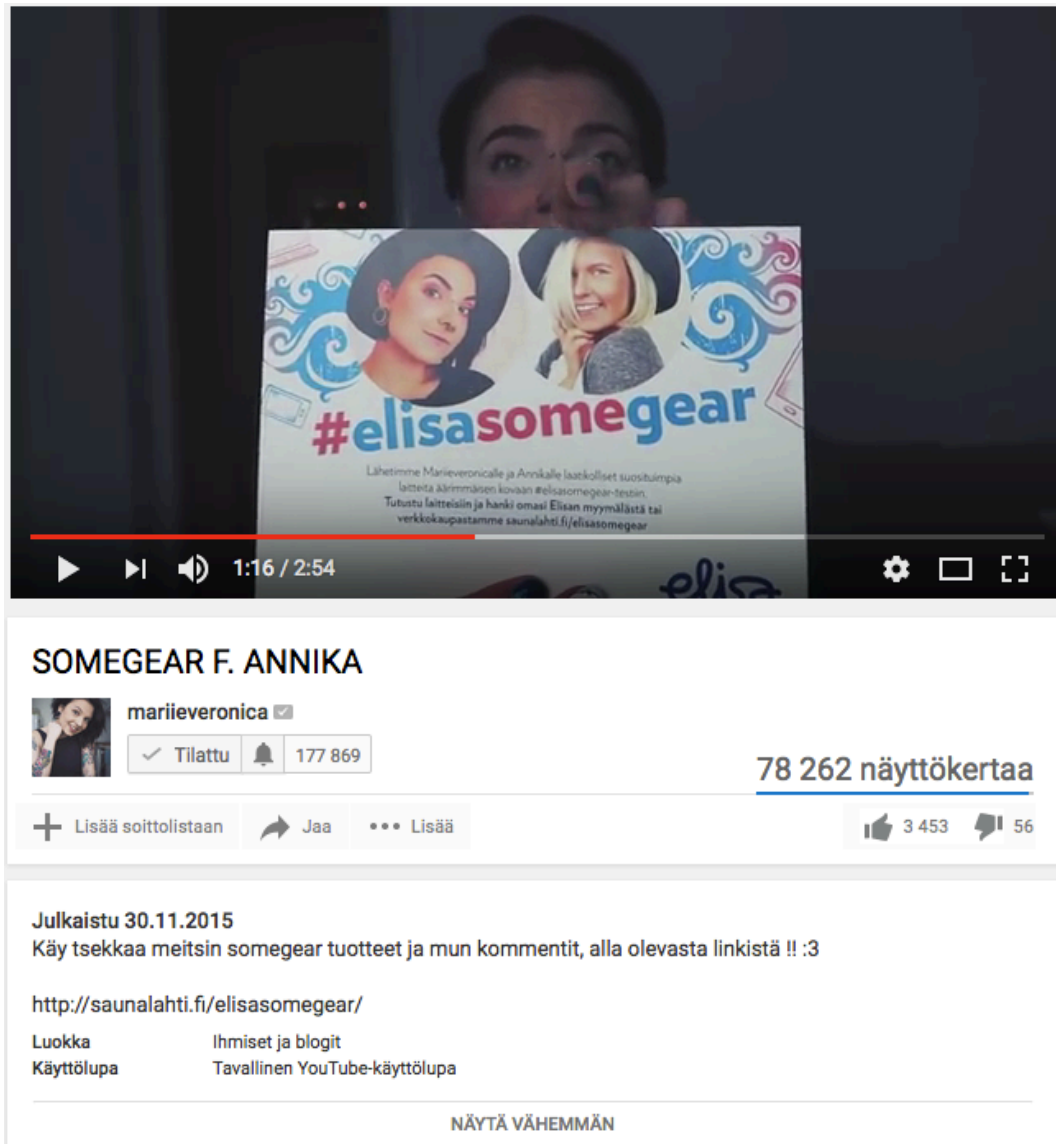 #elisasomegear
Lähetimme Mariieveronicalle ja Annikalle laatikolliset suosituimpia
laitteita äärimmäisen kovaan #elisasomegear-testiin.
Tutustu laitteisiin ja hanki omasi Elisan myymälästä tai
verkkokaupastamme saunalahti.fi/elisasomegear
elisa
1:16 / 2:54
SOMEGEAR F. ANNIKA
mariieveronica
Tilattu 177 869
78 262 näyttökertaa
Lisää soittolistaan Jaa Lisää 3 453 56
Julkaistu 30.11.2015
Käy tsekkaa meitsin somegear tuotteet ja mun kommentit, alla olevasta linkistä !! :3
http://saunalahti.fi/elisasomegear/
Luokka Ihmiset ja blogit
Käyttölupa Tavallinen YouTube-käyttölupa
NÄYTÄ VÄHEMMÄN